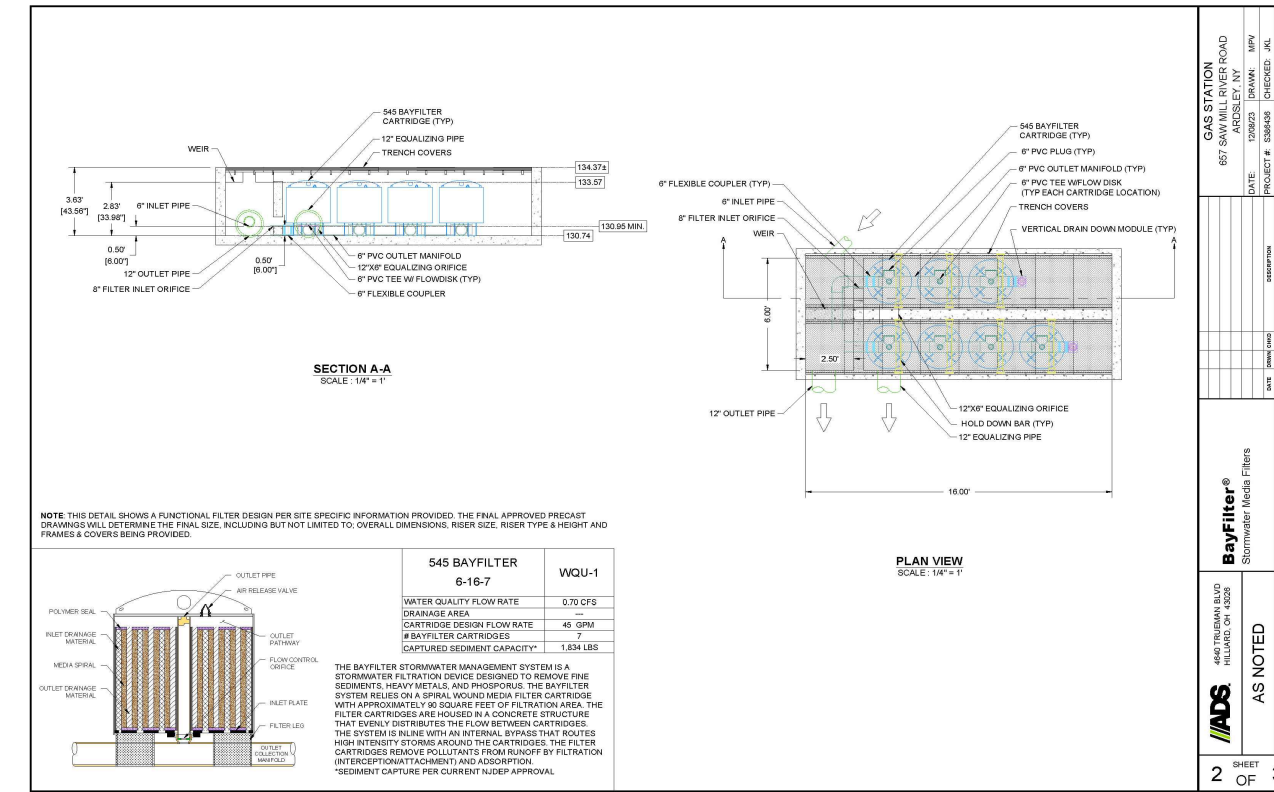 545 BAYFILTER
CARTRIDGE (TYP)
12" EQUALIZING PIPE
TRENCH COVERS
WEIR
134.37±
133.57
3.63'
[43.56"]
2.83'
[33.98"]
6" INLET PIPE
130.95 MIN.
130.74
0.50'
[6.00"]
0.50'
[6.00"]
12" OUTLET PIPE
8" FILTER INLET ORIFICE
6" PVC OUTLET MANIFOLD
12"X6" EQUALIZING ORIFICE
6" PVC TEE W/ FLOWDISK (TYP)
6" FLEXIBLE COUPLER
SECTION A-A
SCALE : 1/4" = 1'
545 BAYFILTER
CARTRIDGE (TYP)
6" PVC PLUG (TYP)
6" PVC OUTLET MANIFOLD (TYP)
6" PVC TEE W/FLOW DISK
(TYP EACH CARTRIDGE LOCATION)
TRENCH COVERS
VERTICAL DRAIN DOWN MODULE (TYP)
6" FLEXIBLE COUPLER (TYP)
6" INLET PIPE
8" FILTER INLET ORIFICE
WEIR
A
A
6.00'
2.50'
12" OUTLET PIPE
12"X6" EQUALIZING ORIFICE
HOLD DOWN BAR (TYP)
12" EQUALIZING PIPE
16.00'
PLAN VIEW
SCALE : 1/4" = 1'
NOTE: THIS DETAIL SHOWS A FUNCTIONAL FILTER DESIGN PER SITE SPECIFIC INFORMATION PROVIDED. THE FINAL APPROVED PRECAST
DRAWINGS WILL DETERMINE THE FINAL SIZE, INCLUDING BUT NOT LIMITED TO; OVERALL DIMENSIONS, RISER SIZE, RISER TYPE & HEIGHT AND
FRAMES & COVERS BEING PROVIDED.
OUTLET PIPE
AIR RELEASE VALVE
POLYMER SEAL
INLET DRAINAGE
MATERIAL
MEDIA SPIRAL
OUTLET DRAINAGE
MATERIAL
OUTLET
PATHWAY
FLOW CONTROL
ORIFICE
INLET PLATE
FILTER LEG
OUTLET
COLLECTION
MANIFOLD
545 BAYFILTER
6-16-7
WQU-1
WATER QUALITY FLOW RATE 0.70 CFS
DRAINAGE AREA ---
CARTRIDGE DESIGN FLOW RATE 45 GPM
# BAYFILTER CARTRIDGES 7
CAPTURED SEDIMENT CAPACITY* 1,834 LBS
THE BAYFILTER STORMWATER MANAGEMENT SYSTEM IS A
STORMWATER FILTRATION DEVICE DESIGNED TO REMOVE FINE
SEDIMENTS, HEAVY METALS, AND PHOSPORUS. THE BAYFILTER
SYSTEM RELIES ON A SPIRAL WOUND MEDIA FILTER CARTRIDGE
WITH APPROXIMATELY 90 SQUARE FEET OF FILTRATION AREA. THE
FILTER CARTRIDGES ARE HOUSED IN A CONCRETE STRUCTURE
THAT EVENLY DISTRIBUTES THE FLOW BETWEEN CARTRIDGES.
THE SYSTEM IS INLINE WITH AN INTERNAL BYPASS THAT ROUTES
HIGH INTENSITY STORMS AROUND THE CARTRIDGES. THE FILTER
CARTRIDGES REMOVE POLLUTANTS FROM RUNOFF BY FILTRATION
(INTERCEPTION/ATTACHMENT) AND ADSORPTION.
*SEDIMENT CAPTURE PER CURRENT NJDEP APPROVAL
GAS STATION
657 SAW MILL RIVER ROAD
ARDSLEY, NY
DATE: 12/08/23 DRAWN: MPV
PROJECT #: S386436 CHECKED: JKL
DATE DRWN CHKD DESCRIPTION
BayFilter®
Stormwater Media Filters
ADS
4640 TRUEMAN BLVD
HILLIARD, OH 43026
AS NOTED
SHEET
2 OF